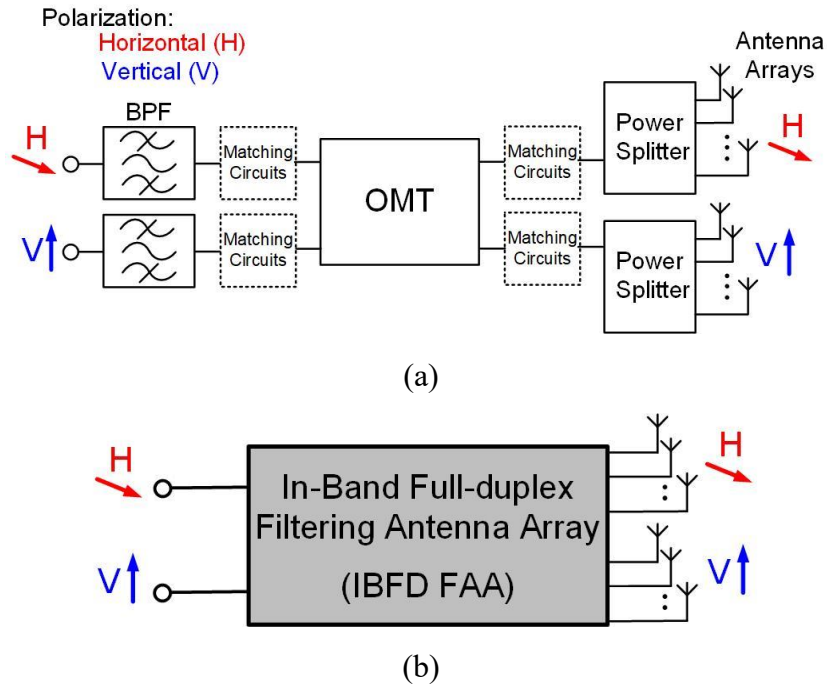 Polarization:
Horizontal (H)
Vertical (V)
Antenna
Arrays
BPF
H
Matching
Circuits
OMT
Matching
Circuits
Power
Splitter
H
V
Matching
Circuits
Matching
Circuits
Power
Splitter
V
(a)
H
In-Band Full-duplex
Filtering Antenna Array
(IBFD FAA)
H
V
V
(b)